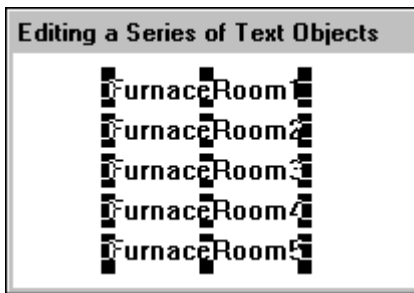 Editing a Series of Text Objects
FurnaceRoom1
FurnaceRoom2
FurnaceRoom3
FurnaceRoom4
FurnaceRoom5